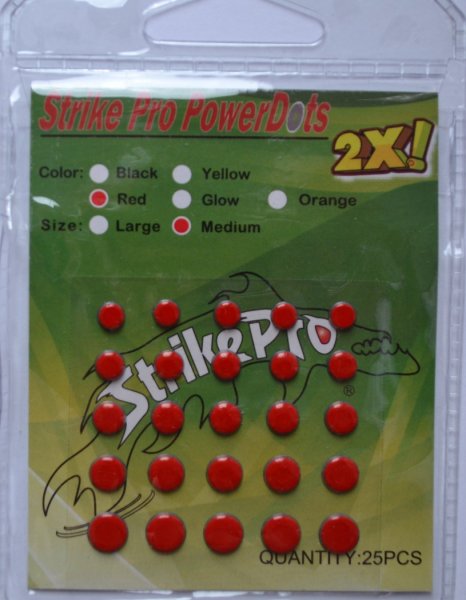 Strike Pro PowerDots
2X!
Color: Black Yellow
Red Glow Orange
Size: Large Medium
StrikePro
®
QUANTITY:25PCS